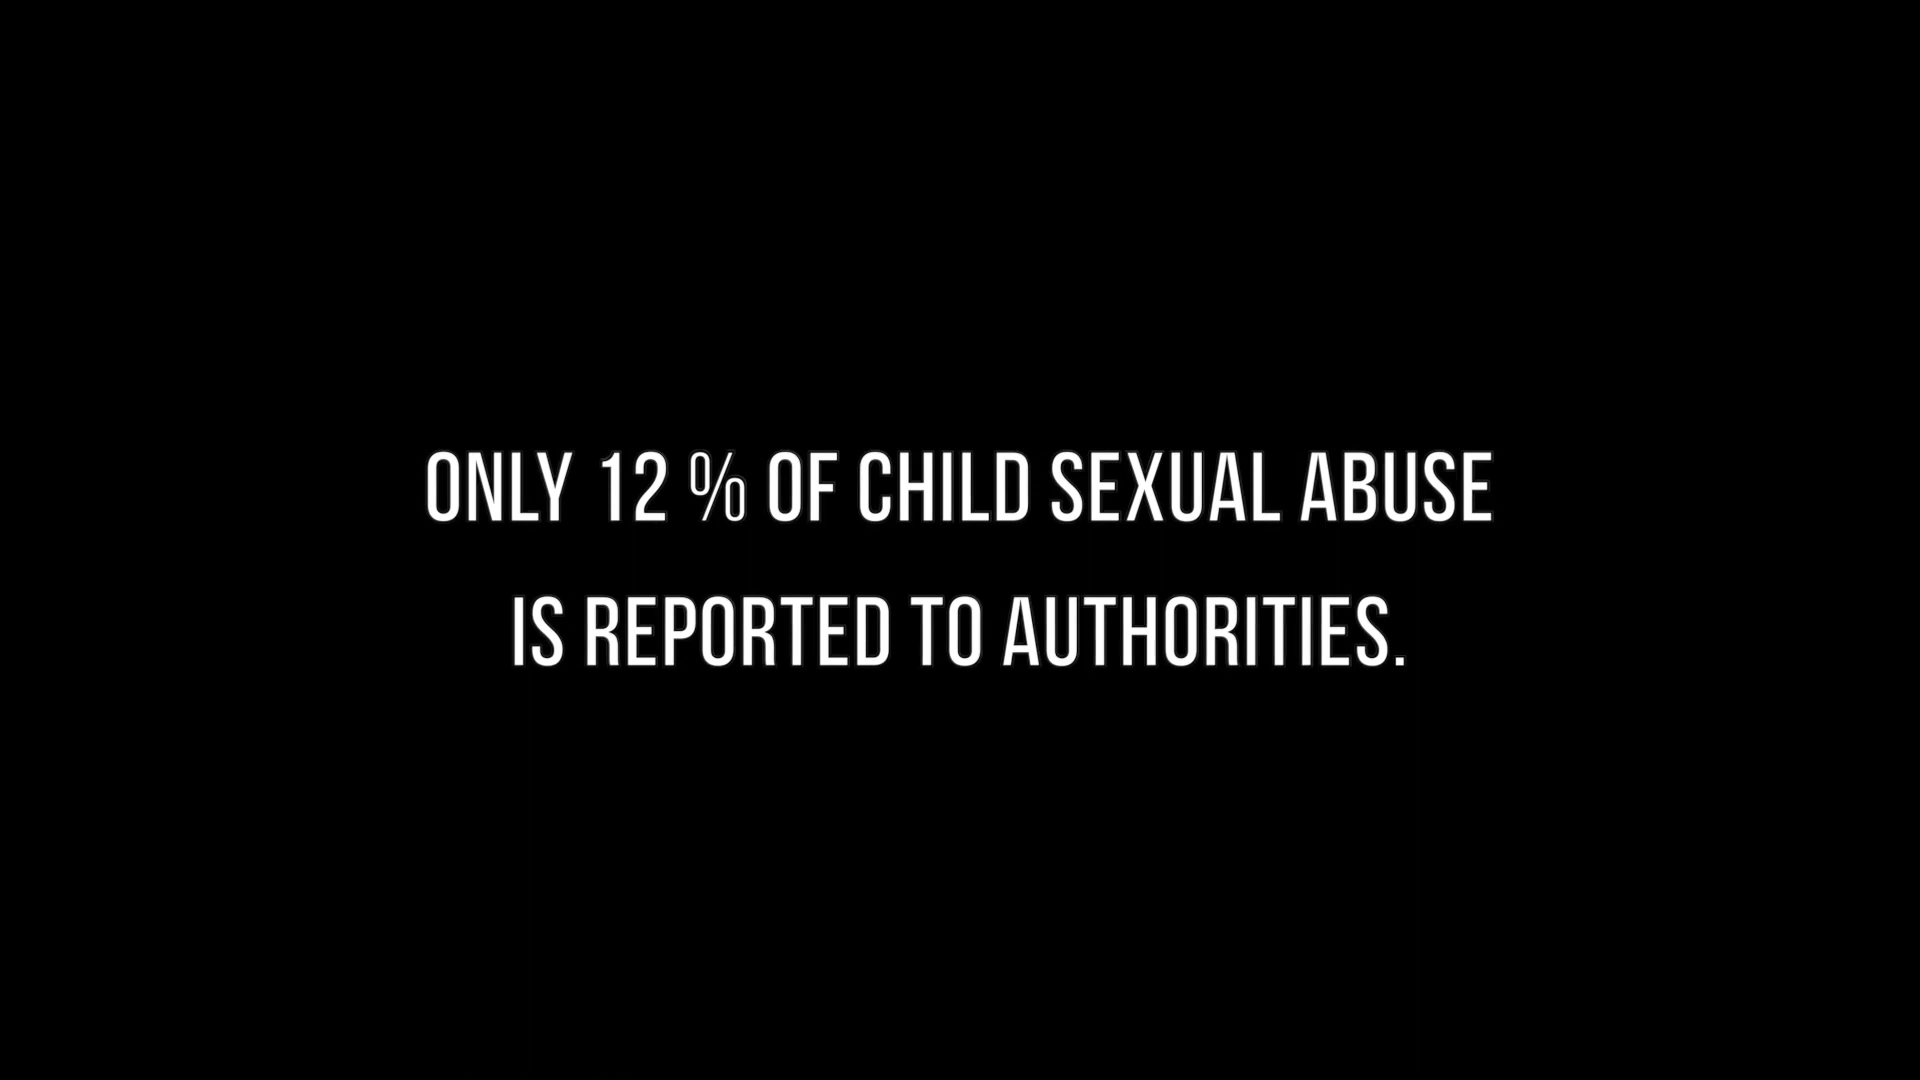 ONLY 12 % OF CHILD SEXUAL ABUSE
IS REPORTED TO AUTHORITIES.